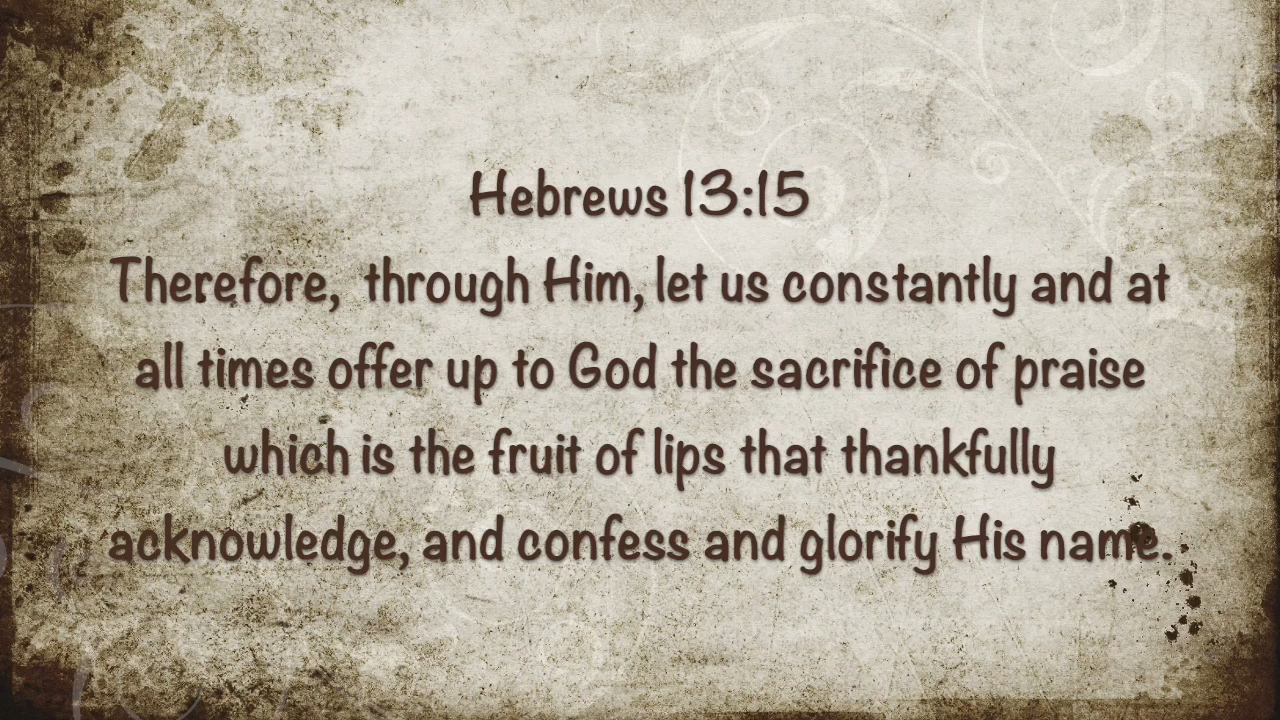 Hebrews 13:15
Therefore,  through Him, let us constantly and at
all times offer up to God the sacrifice of praise
which is the fruit of lips that thankfully
acknowledge, and confess and glorify His name.